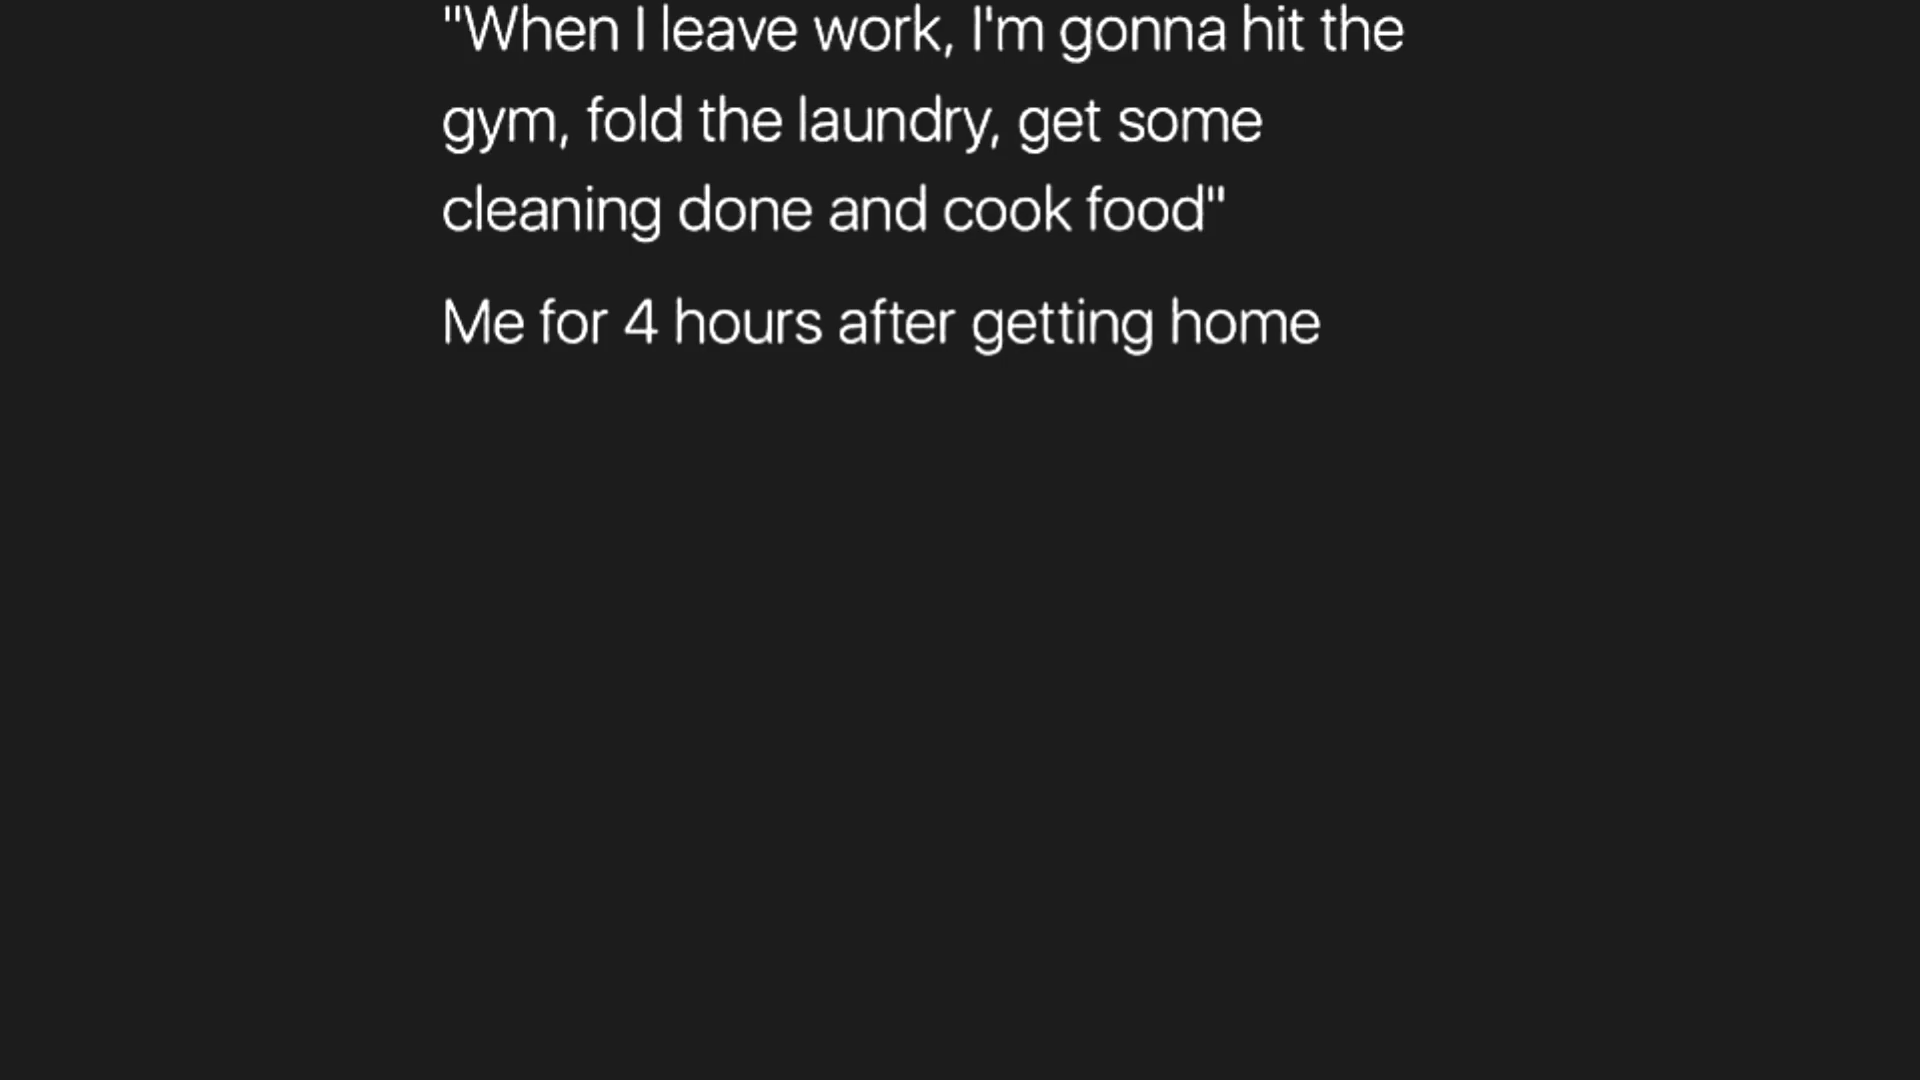 "When I leave work, I'm gonna hit the
gym, fold the laundry, get some
cleaning done and cook food"
Me for 4 hours after getting home